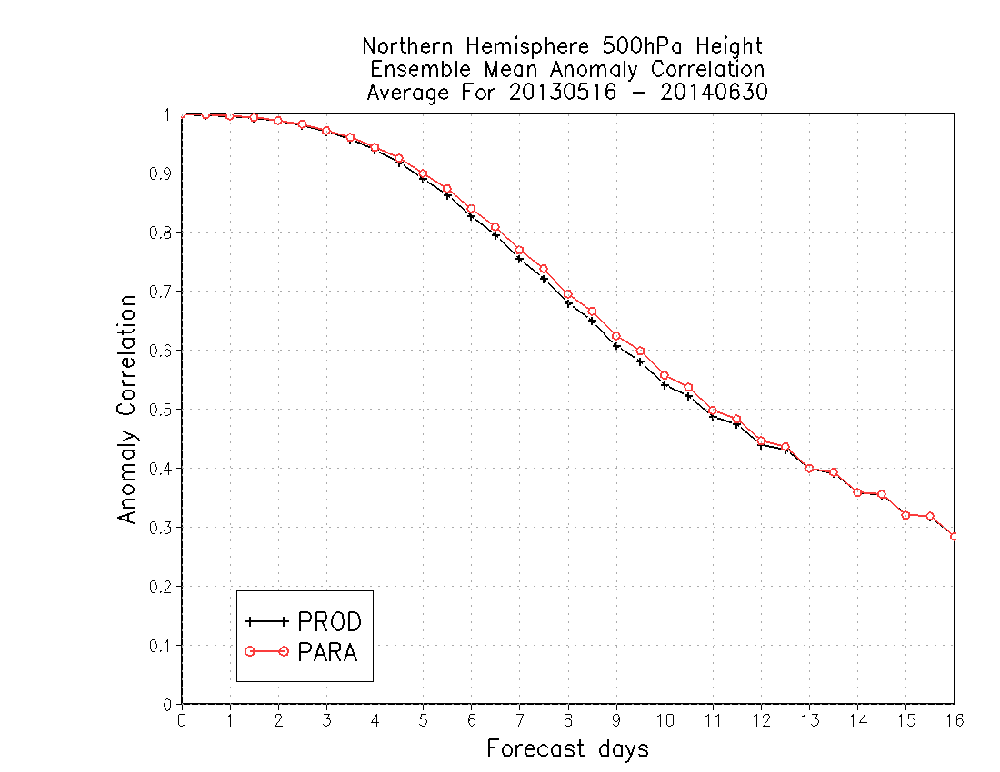 Northern Hemisphere 500hPa Height
Ensemble Mean Anomaly Correlation
Average For 20130516 - 20140630
1
0.9
0.8
0.7
0.6
0.5
0.4
0.3
0.2
0.1
0
Anomaly Correlation
PROD
PARA
0 1 2 3 4 5 6 7 8 9 10 11 12 13 14 15 16
Forecast days